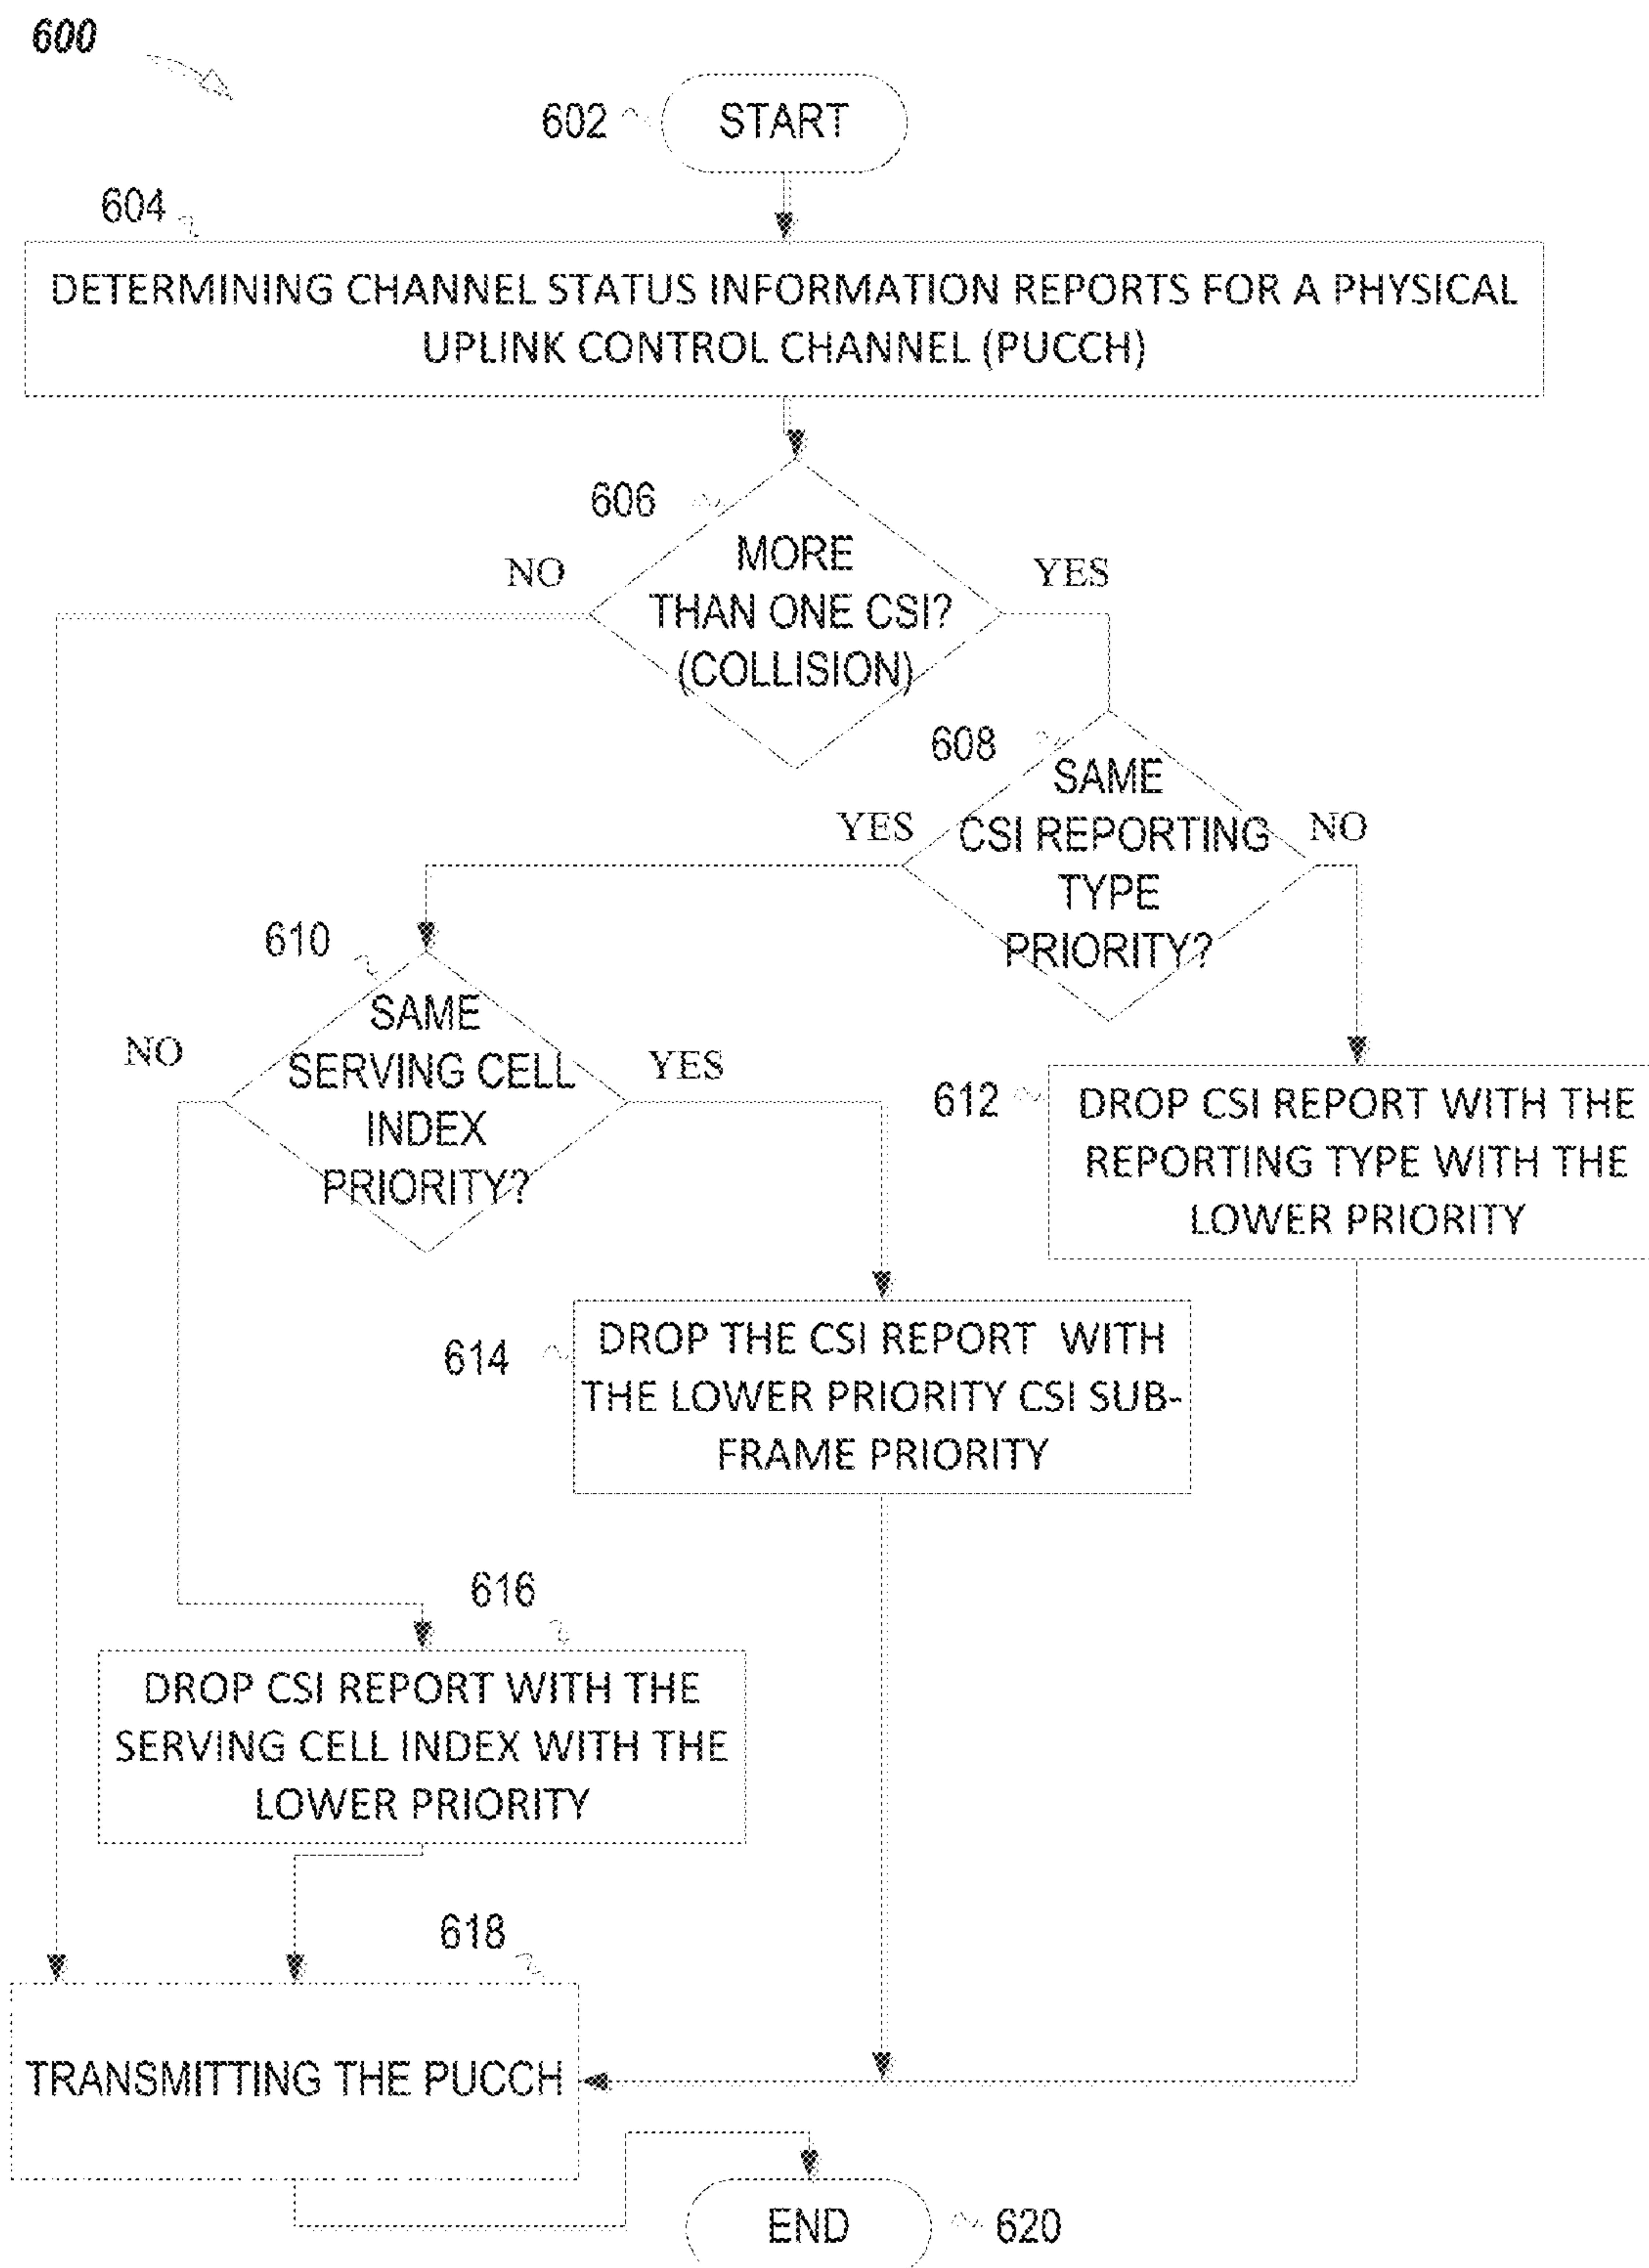 600
602
START
604
DETERMINING CHANNEL STATUS INFORMATION REPORTS FOR A PHYSICAL
UPLINK CONTROL CHANNEL (PUCCH)
606
MORE
THAN ONE CSI?
(COLLISION)
NO
YES
608
SAME
CSI REPORTING
TYPE
PRIORITY?
YES
NO
610
SAME
SERVING CELL
INDEX
PRIORITY?
NO
YES
612
DROP CSI REPORT WITH THE
REPORTING TYPE WITH THE
LOWER PRIORITY
614
DROP THE CSI REPORT WITH
THE LOWER PRIORITY CSI SUB-
FRAME PRIORITY
616
DROP CSI REPORT WITH THE
SERVING CELL INDEX WITH THE
LOWER PRIORITY
618
TRANSMITTING THE PUCCH
END
620